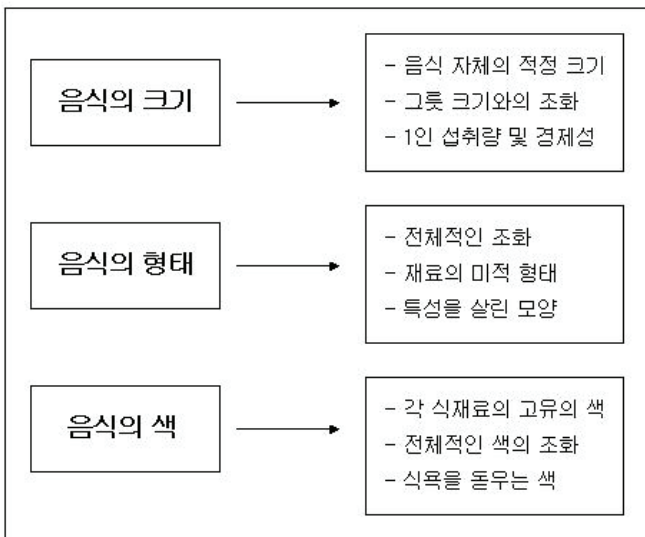 음식의 크기
- 음식 자체의 적정 크기
- 그릇 크기와의 조화
- 1인 섭취량 및 경제성
음식의 형태
- 전체적인 조화
- 재료의 미적 형태
- 특성을 살린 모양
음식의 색
- 각 식재료의 고유의 색
- 전체적인 색의 조화
- 식욕을 돋우는 색